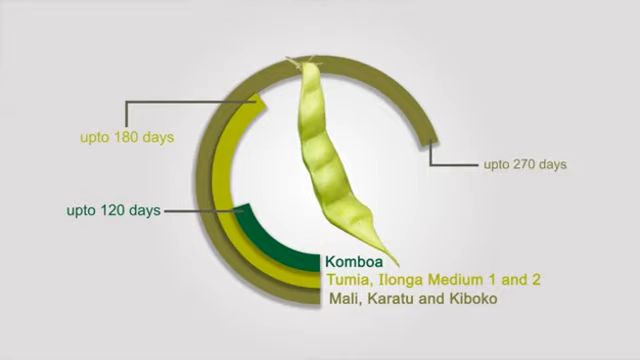 upto 180 days
upto 270 days
upto 120 days
Komboa
Tumia, Ilonga Medium 1 and 2
Mali, Karatu and Kiboko